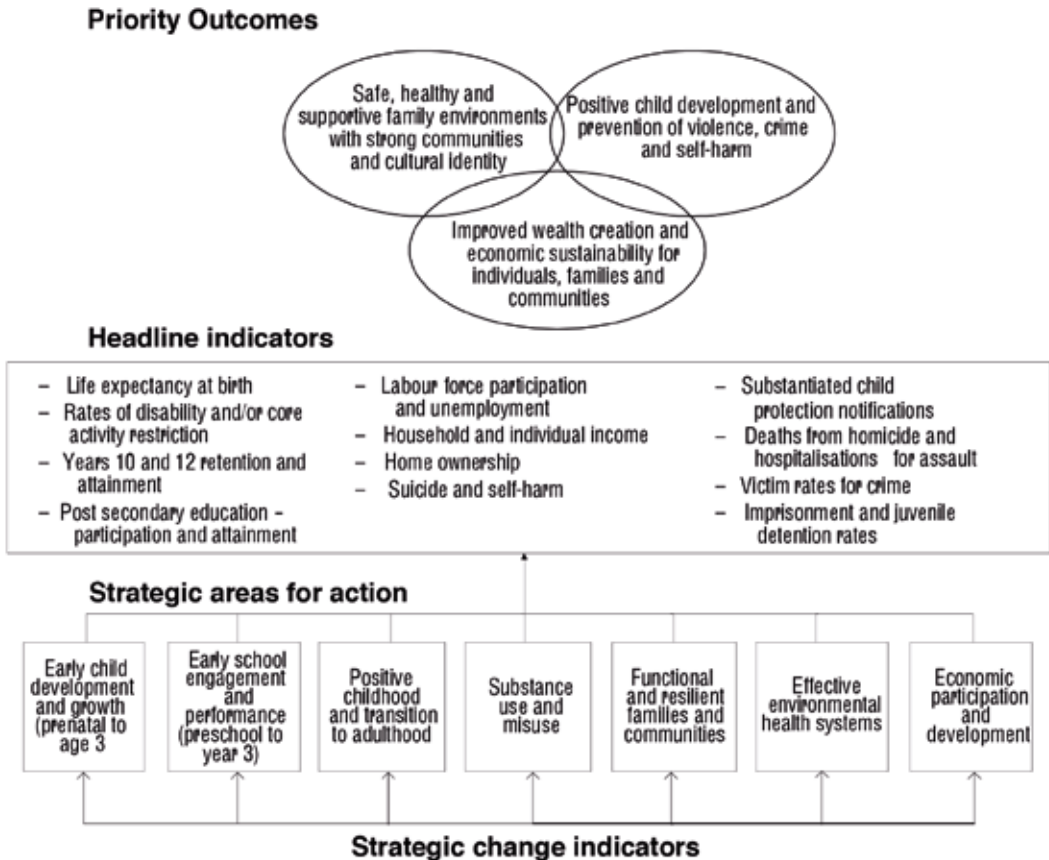 Priority Outcomes
Safe, healthy and
supportive family environments
with strong communities
and cultural identity
Positive child development and
prevention of violence, crime
and self-harm
Improved wealth creation and
economic sustainability for
individuals, families and
communities
Headline indicators
– Life expectancy at birth
– Rates of disability and/or core
activity restriction
– Years 10 and 12 retention and
attainment
– Post secondary education –
participation and attainment
– Labour force participation
and unemployment
– Household and individual income
– Home ownership
– Suicide and self-harm
– Substantiated child
protection notifications
– Deaths from homicide and
hospitalisations for assault
– Victim rates for crime
– Imprisonment and juvenile
detention rates
Strategic areas for action
Early child
development
and growth
(prenatal to
age 3
Early school
engagement
and
performance
(preschool to
year 3)
Positive
childhood
and transition
to adulthood
Substance
use and
misuse
Functional
and resilient
families and
communities
Effective
environmental
health systems
Economic
participation
and
development
Strategic change indicators